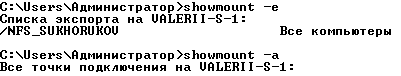 C:\Users\Администратор>showmount -e
Списка экспорта на VALERII-S-1:
/NFS_SUKHORUKOV                    Все компьютеры
C:\Users\Администратор>showmount -a
Все точки подключения на VALERII-S-1: